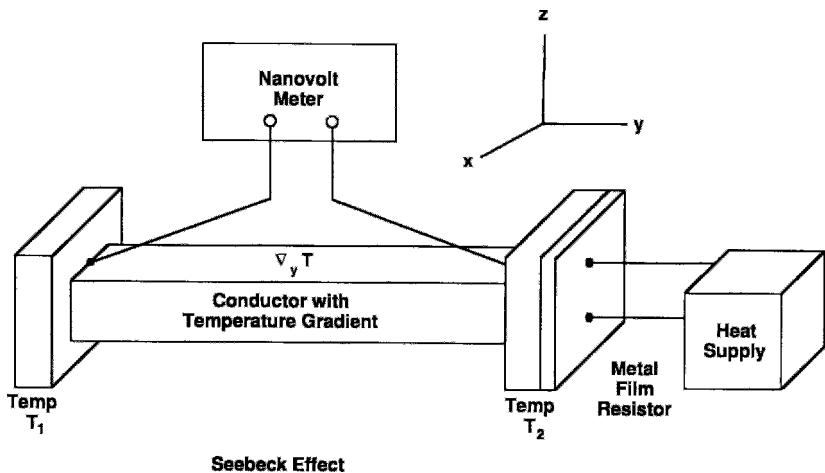 Nanovolt
Meter
z
y
x
∇y T
Conductor with
Temperature Gradient
Heat
Supply
Metal
Film
Resistor
Temp
T1
Temp
T2
Seebeck Effect